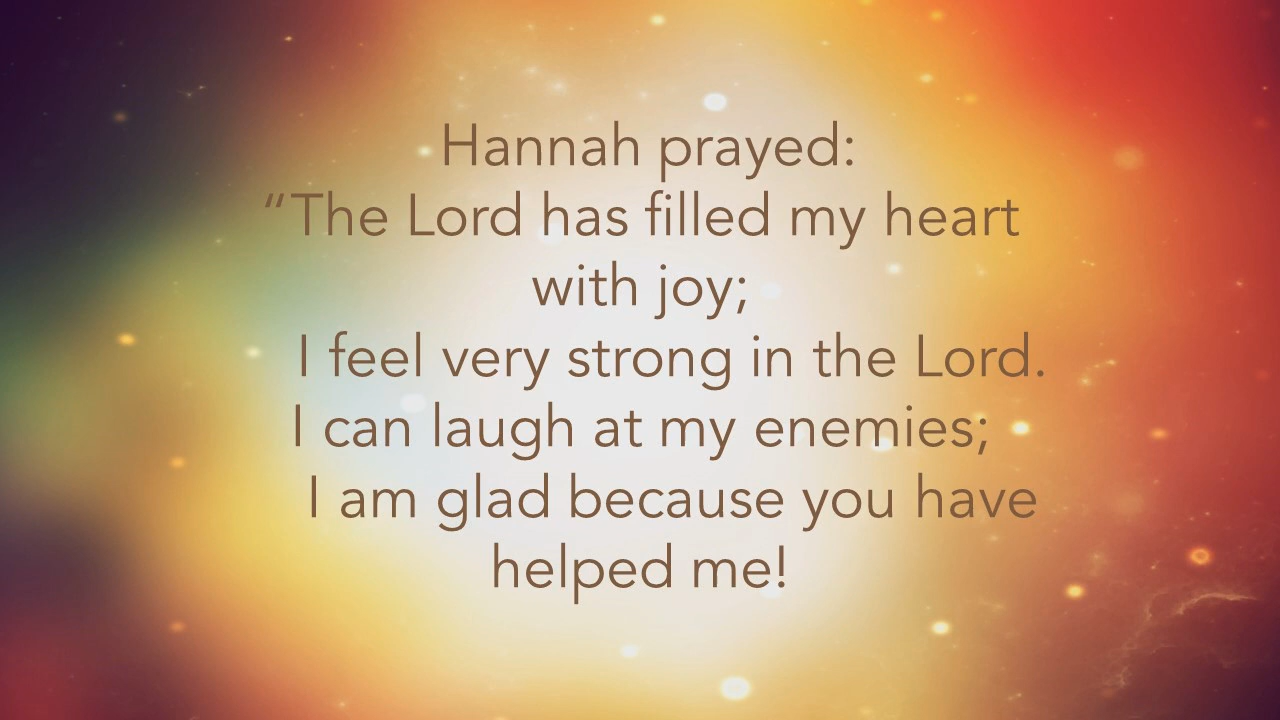 Hannah prayed:
“The Lord has filled my heart
with joy;
I feel very strong in the Lord.
I can laugh at my enemies;
I am glad because you have
helped me!